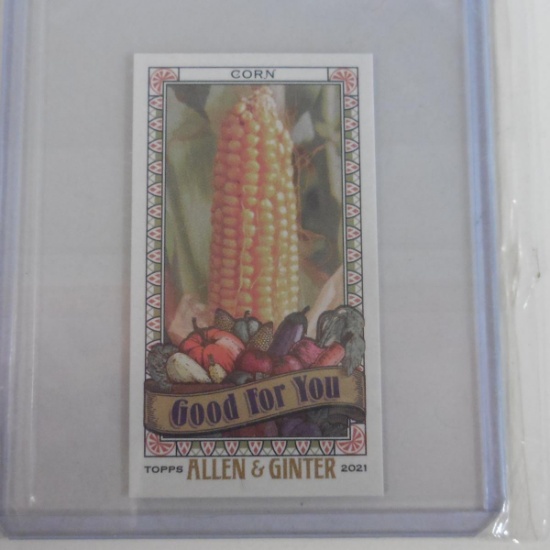 CORN
Good For You
TOPPS ALLEN & GINTER 2021